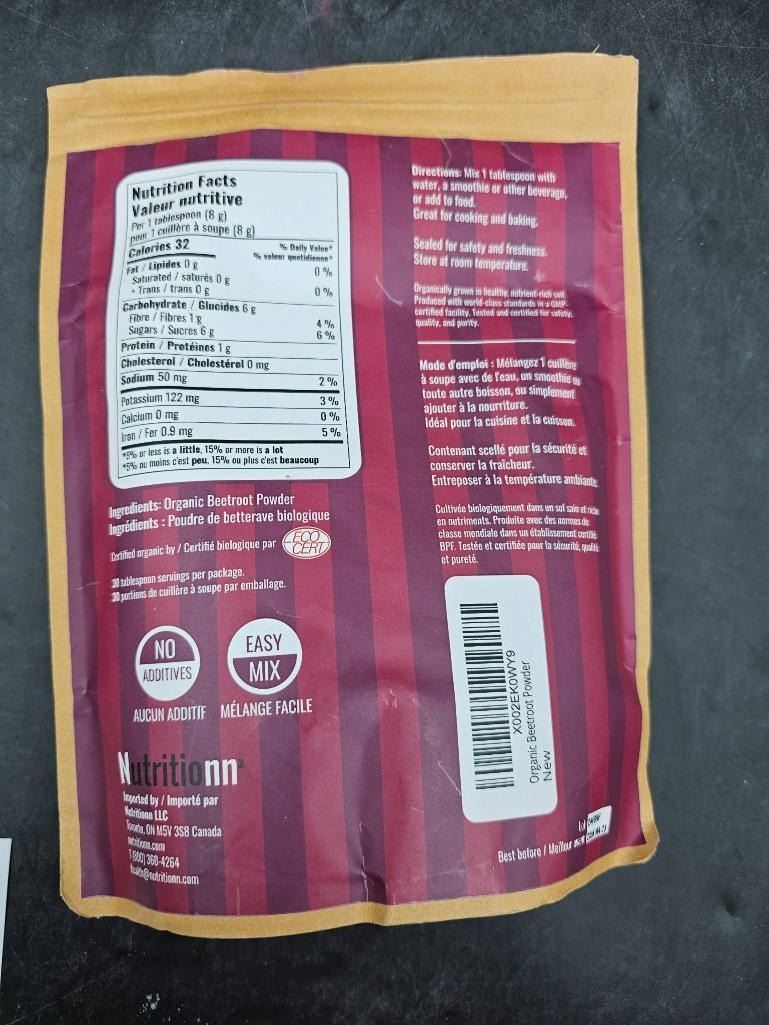 Nutrition Facts
Valeur nutritive
Per 1 tablespoon (8 g)
pour 1 cuillère à soupe (8 g)
Calories 32
% Daily Value*
% valeur quotidienne*
Fat / Lipides 0 g 0 %
Saturated / saturés 0 g
+ Trans / trans 0 g 0 %
Carbohydrate / Glucides 6 g
Fibre / Fibres 1 g 4 %
Sugars / Sucres 6 g 6 %
Protein / Protéines 1 g
Cholesterol / Cholestérol 0 mg
Sodium 50 mg 2 %
Potassium 122 mg 3 %
Calcium 0 mg 0 %
Iron / Fer 0.9 mg 5 %
*5% or less is a little, 15% or more is a lot
*5% ou moins c'est peu, 15% ou plus c'est beaucoup
Ingredients: Organic Beetroot Powder
Ingrédients : Poudre de betterave biologique
Certified organic by / Certifié biologique par
ECO
CERT
30 tablespoon servings per package.
30 portions de cuillère à soupe par emballage.
NO
ADDITIVES
EASY
MIX
AUCUN ADDITIF
MÉLANGE FACILE
Nutritionn
Imported by / Importé par
Nutritionn LLC
Toronto, ON M5V 3S8 Canada
nutritionn.com
1 (800) 360-4264
health@nutritionn.com
Directions: Mix 1 tablespoon with
water, a smoothie or other beverage,
or add to food.
Great for cooking and baking.
Sealed for safety and freshness.
Store at room temperature.
Organically grown in healthy, nutrient-rich soil.
Produced with world-class standards in a GMP-
certified facility. Tested and certified for safety,
quality, and purity.
Mode d'emploi : Mélangez 1 cuillère
à soupe avec de l'eau, un smoothie ou
toute autre boisson, ou simplement
ajouter à la nourriture.
Idéal pour la cuisine et la cuisson.
Contenant scellé pour la sécurité et
conserver la fraîcheur.
Entreposer à la température ambiante.
Cultivée biologiquement dans un sol sain et riche
en nutriments. Produite avec des normes de
classe mondiale dans un établissement certifié
BPF. Testée et certifiée pour la sécurité, qualité
et pureté.
X002EK0WY9
Organic Beetroot Powder
New
Lot
Best before / Meilleur avant